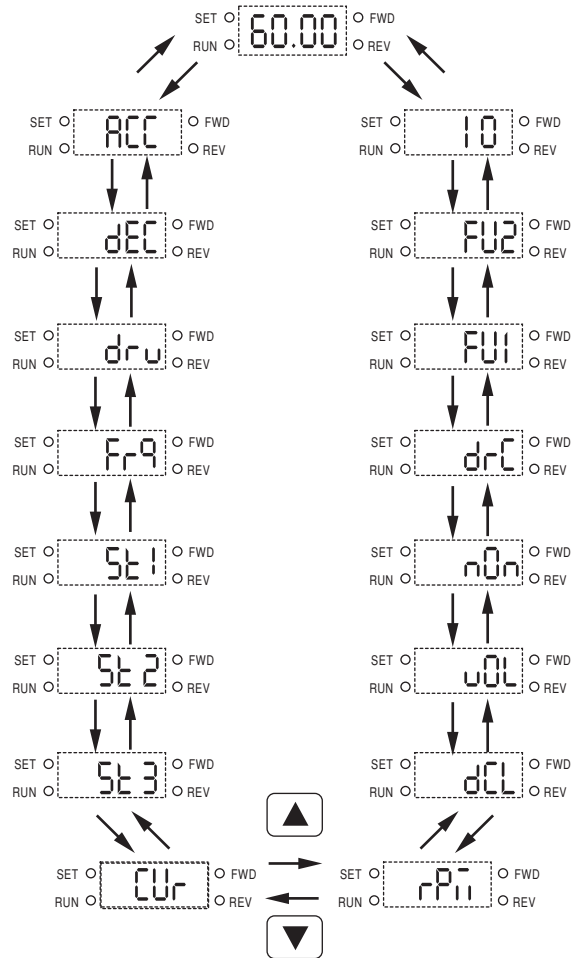 SET 60.00 FWD
RUN REV
SET ACC FWD
RUN REV
SET 10 FWD
RUN REV
SET dEC FWD
RUN REV
SET FU2 FWD
RUN REV
SET drv FWD
RUN REV
SET FU1 FWD
RUN REV
SET Frq FWD
RUN REV
SET drC FWD
RUN REV
SET St1 FWD
RUN REV
SET n0n FWD
RUN REV
SET St2 FWD
RUN REV
SET v0L FWD
RUN REV
SET St3 FWD
RUN REV
SET dCL FWD
RUN REV
SET CUr FWD
RUN REV
SET rPM FWD
RUN REV